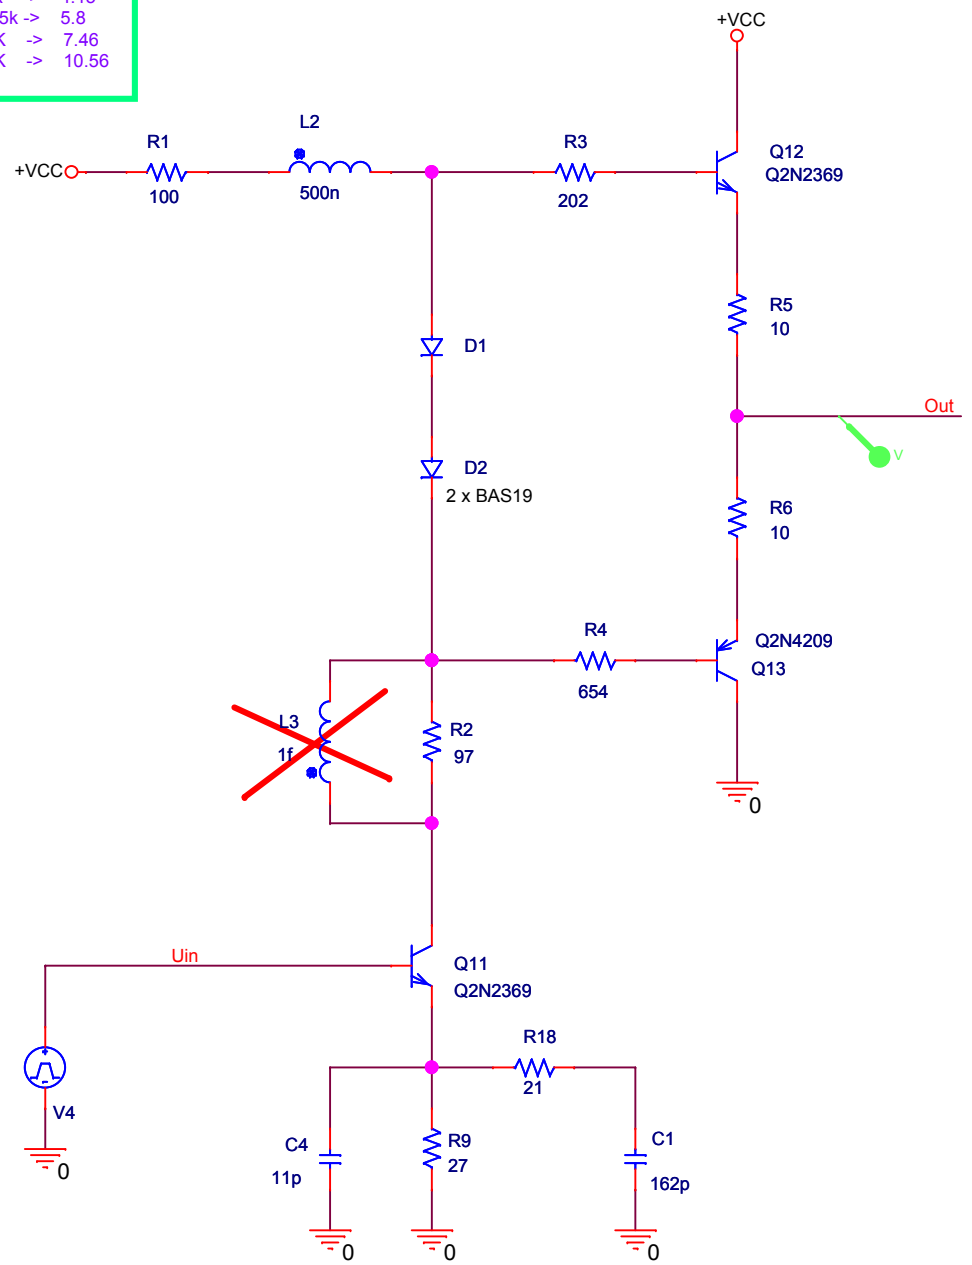 5k -> 5.8
K -> 7.46
K -> 10.56
+VCC
L2
R1
R3
Q12
+VCC
Q2N2369
100
500n
202
R5
10
D1
Out
V
D2
2 x BAS19
R6
10
R4
Q2N4209
Q13
654
L3
R2
1f
97
0
Uin
Q11
Q2N2369
R18
21
V4
C4
R9
C1
27
0
11p
162p
0
0
0